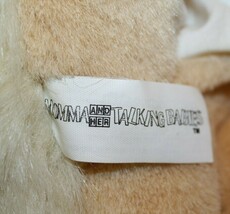 MOMMA AND HER TALKING BABIES TM